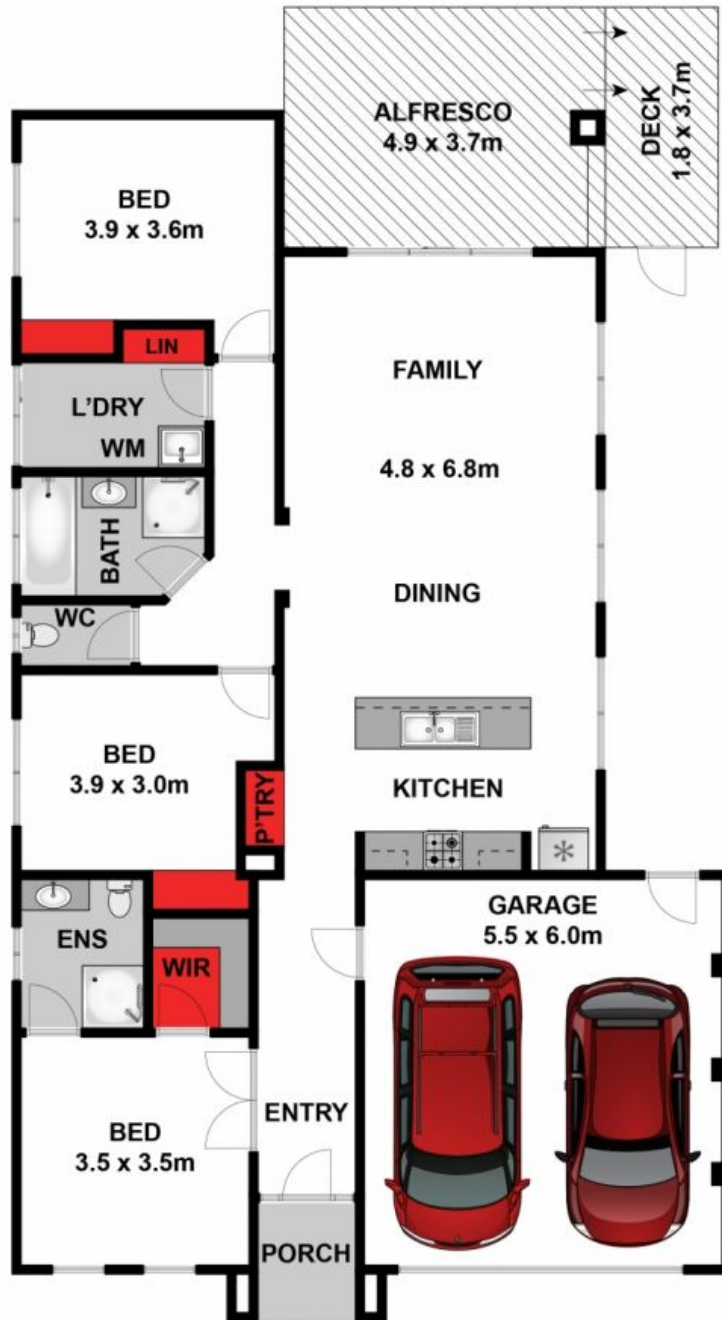 ALFRESCO
4.9 x 3.7m
DECK
1.8 x 3.7m
BED
3.9 x 3.6m
LIN
L'DRY
WM
FAMILY
4.8 x 6.8m
BATH
DINING
WC
BED
3.9 x 3.0m
P'TRY
KITCHEN
GARAGE
5.5 x 6.0m
ENS
WIR
ENTRY
BED
3.5 x 3.5m
PORCH